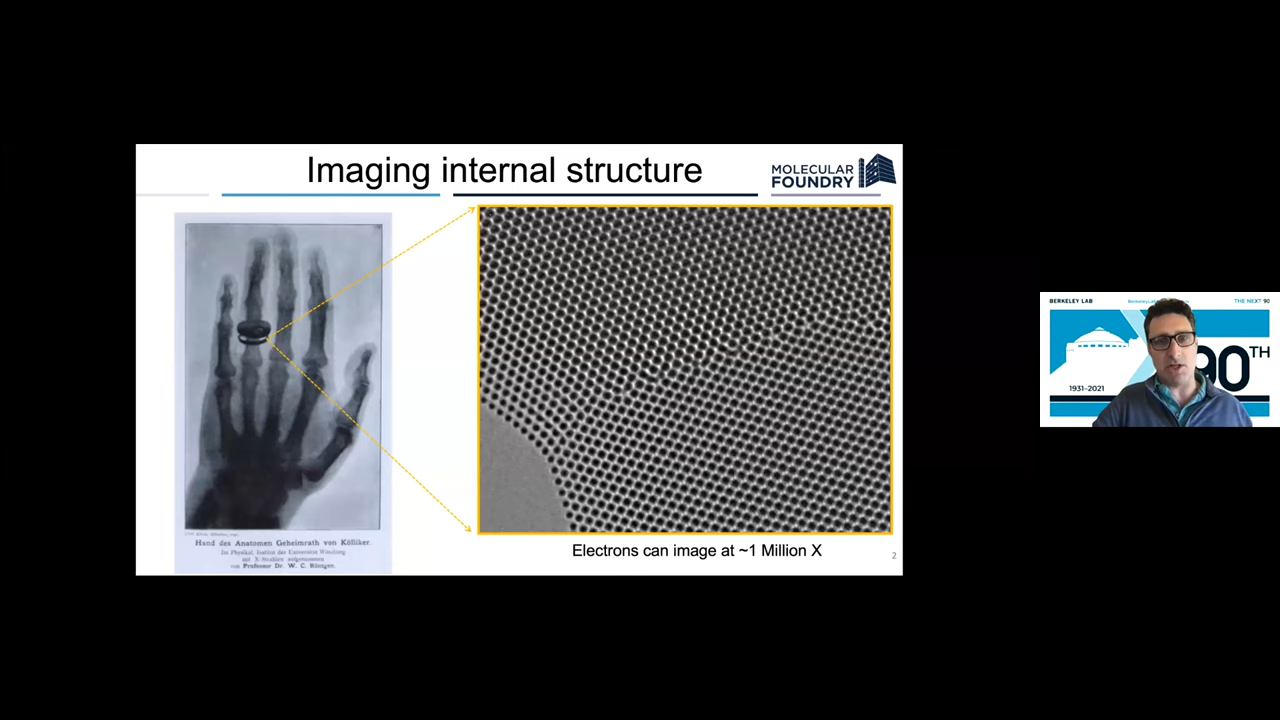 Imaging internal structure
MOLECULAR
FOUNDRY
Hand des Anatomen Geheimrath von Kölliker.
Im Physikal. Institut der Universität Würzburg
mit X-Strahlen aufgenommen
von Professor Dr. W. C. Röntgen.
Electrons can image at ~1 Million X
2
BERKELEY LAB
THE NEXT 90
90TH
1931–2021